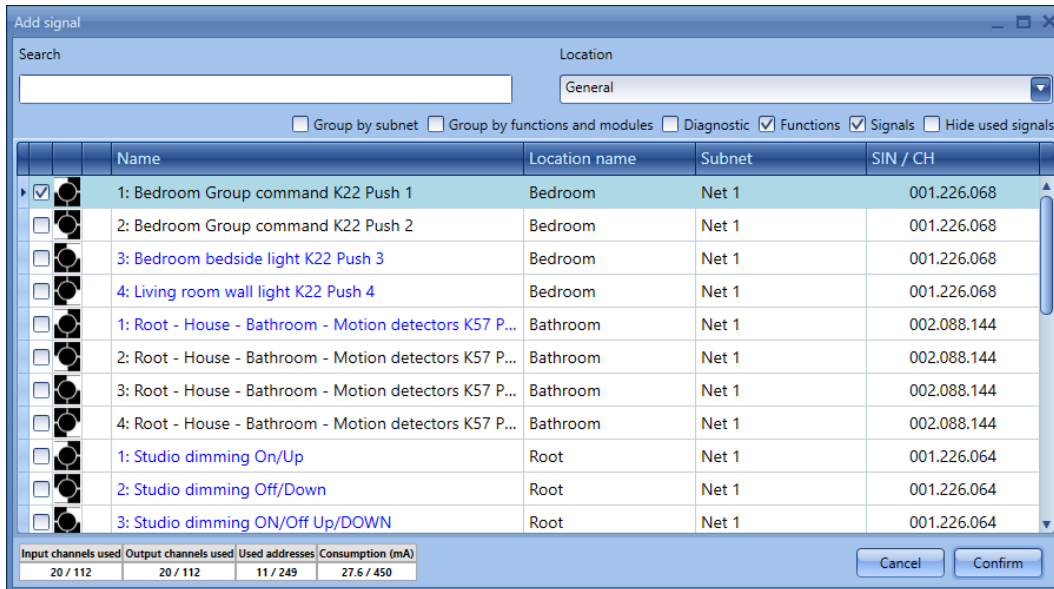 Add signal
Search Location
General
Group by subnet Group by functions and modules Diagnostic Functions Signals Hide used signals
Name Location name Subnet SIN / CH
1: Bedroom Group command K22 Push 1 Bedroom Net 1 001.226.068
2: Bedroom Group command K22 Push 2 Bedroom Net 1 001.226.068
3: Bedroom bedside light K22 Push 3 Bedroom Net 1 001.226.068
4: Living room wall light K22 Push 4 Bedroom Net 1 001.226.068
1: Root - House - Bathroom - Motion detectors K57 P... Bathroom Net 1 002.088.144
2: Root - House - Bathroom - Motion detectors K57 P... Bathroom Net 1 002.088.144
3: Root - House - Bathroom - Motion detectors K57 P... Bathroom Net 1 002.088.144
4: Root - House - Bathroom - Motion detectors K57 P... Bathroom Net 1 002.088.144
1: Studio dimming On/Up Root Net 1 001.226.064
2: Studio dimming Off/Down Root Net 1 001.226.064
3: Studio dimming ON/Off Up/DOWN Root Net 1 001.226.064
Input channels used Output channels used Used addresses Consumption (mA)
20 / 112 20 / 112 11 / 249 27.6 / 450
Cancel Confirm